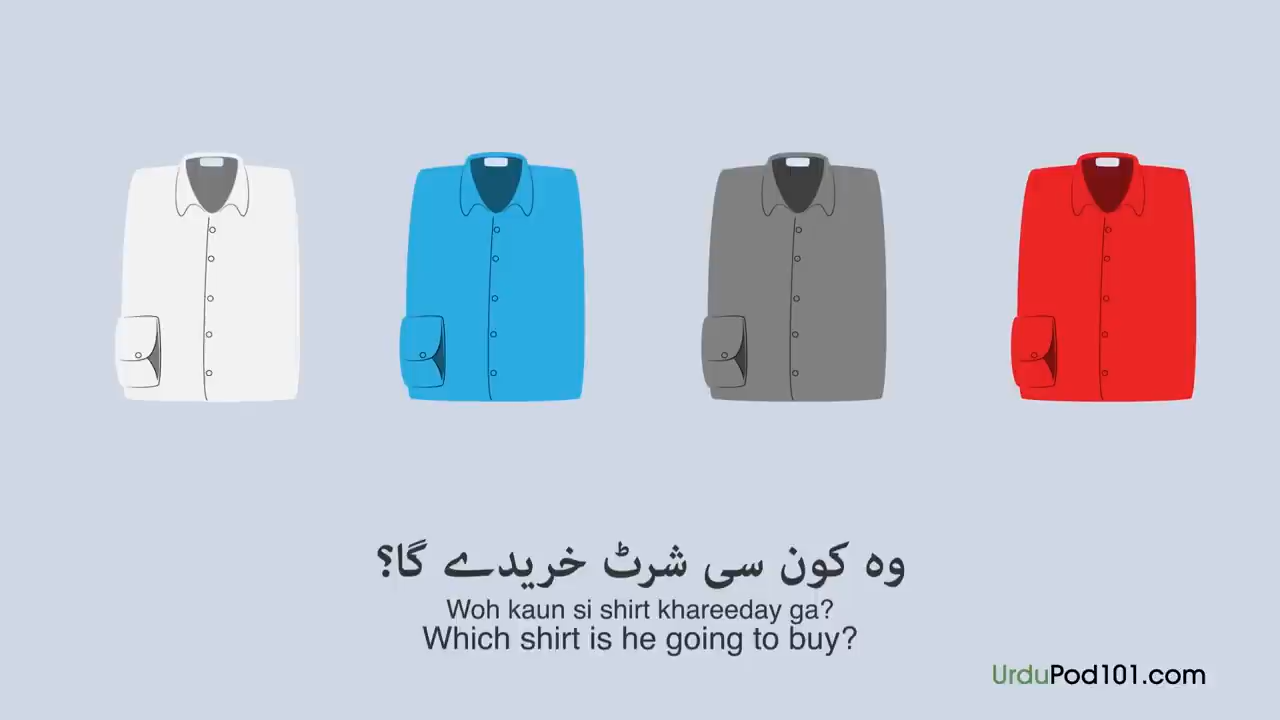 وہ کون سی شرٹ خریدے گا؟
Woh kaun si shirt khareeday ga?
Which shirt is he going to buy?
UrduPod101.com